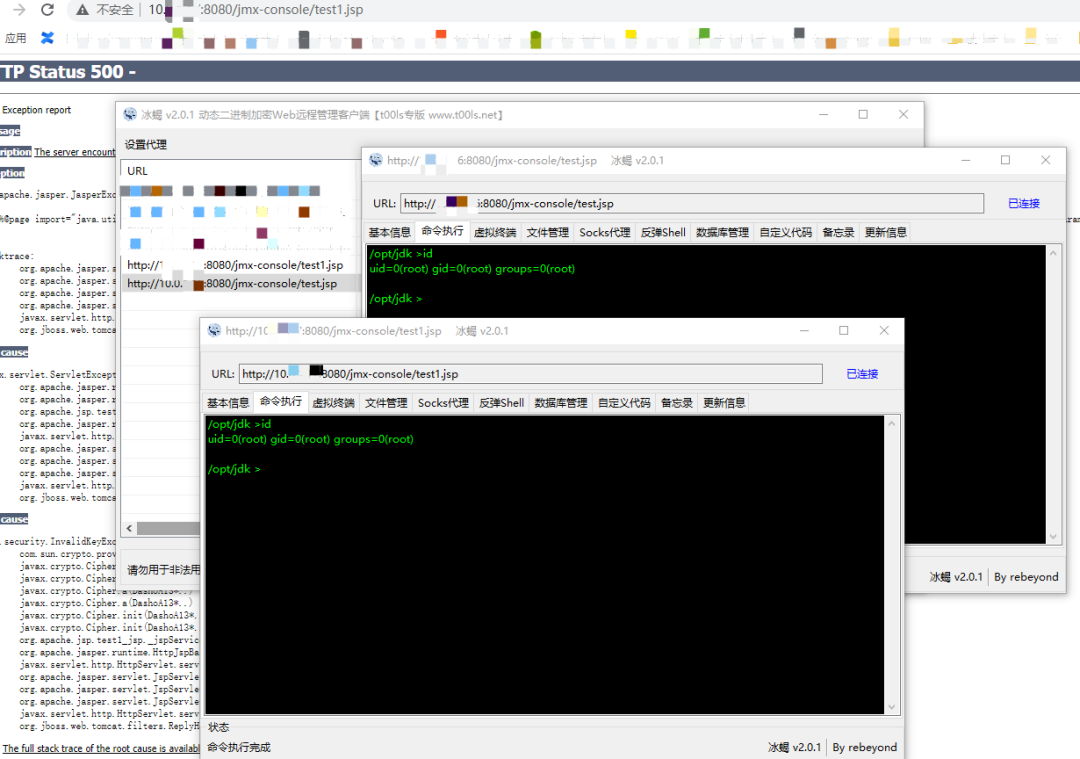 不安全 10. :8080/jmx-console/test1.jsp
应用
TP Status 500 -
Exception report
sage
ription The server encount
eption
apache.jasper.JasperExc
%@page import="java.uti
ktrace:
org.apache.jasper.s
org.apache.jasper.s
org.apache.jasper.s
org.apache.jasper.s
javax.servlet.http.
org.jboss.web.tomca
cause
x.servlet.ServletExcept
org.apache.jasper.r
org.apache.jasper.r
org.apache.jsp.test
org.apache.jasper.r
javax.servlet.http.
org.apache.jasper.s
org.apache.jasper.s
org.apache.jasper.s
javax.servlet.http.
org.jboss.web.tomca
cause
security.InvalidKeyExc
com.sun.crypto.prov
javax.crypto.Cipher
javax.crypto.Cipher
javax.crypto.Cipher.a(DashoA13*..)
javax.crypto.Cipher.a(DashoA13*..)
javax.crypto.Cipher.init(DashoA13*.
javax.crypto.Cipher.init(DashoA13*.
org.apache.jsp.test1_jsp._jspServic
org.apache.jasper.runtime.HttpJspBa
javax.servlet.http.HttpServlet.serv
org.apache.jasper.servlet.JspServle
org.apache.jasper.servlet.JspServle
org.apache.jasper.servlet.JspServle
javax.servlet.http.HttpServlet.serv
org.jboss.web.tomcat.filters.ReplyH
The full stack trace of the root cause is availabl
冰蝎 v2.0.1 动态二进制加密Web远程管理客户端【t00ls专版 www.t00ls.net】
设置代理
URL
http://1 :8080/jmx-console/test1.jsp
http://10.0. :8080/jmx-console/test.jsp
请勿用于非法用
http:// 6:8080/jmx-console/test.jsp 冰蝎 v2.0.1
URL: http:// 6:8080/jmx-console/test.jsp 已连接
基本信息 命令执行 虚拟终端 文件管理 Socks代理 反弹Shell 数据库管理 自定义代码 备忘录 更新信息
/opt/jdk >id
uid=0(root) gid=0(root) groups=0(root)
/opt/jdk >
冰蝎 v2.0.1 By rebeyond
http://10 :8080/jmx-console/test1.jsp 冰蝎 v2.0.1
URL: http://10. 8080/jmx-console/test1.jsp 已连接
基本信息 命令执行 虚拟终端 文件管理 Socks代理 反弹Shell 数据库管理 自定义代码 备忘录 更新信息
/opt/jdk >id
uid=0(root) gid=0(root) groups=0(root)
/opt/jdk >
状态
命令执行完成
冰蝎 v2.0.1 By rebeyond